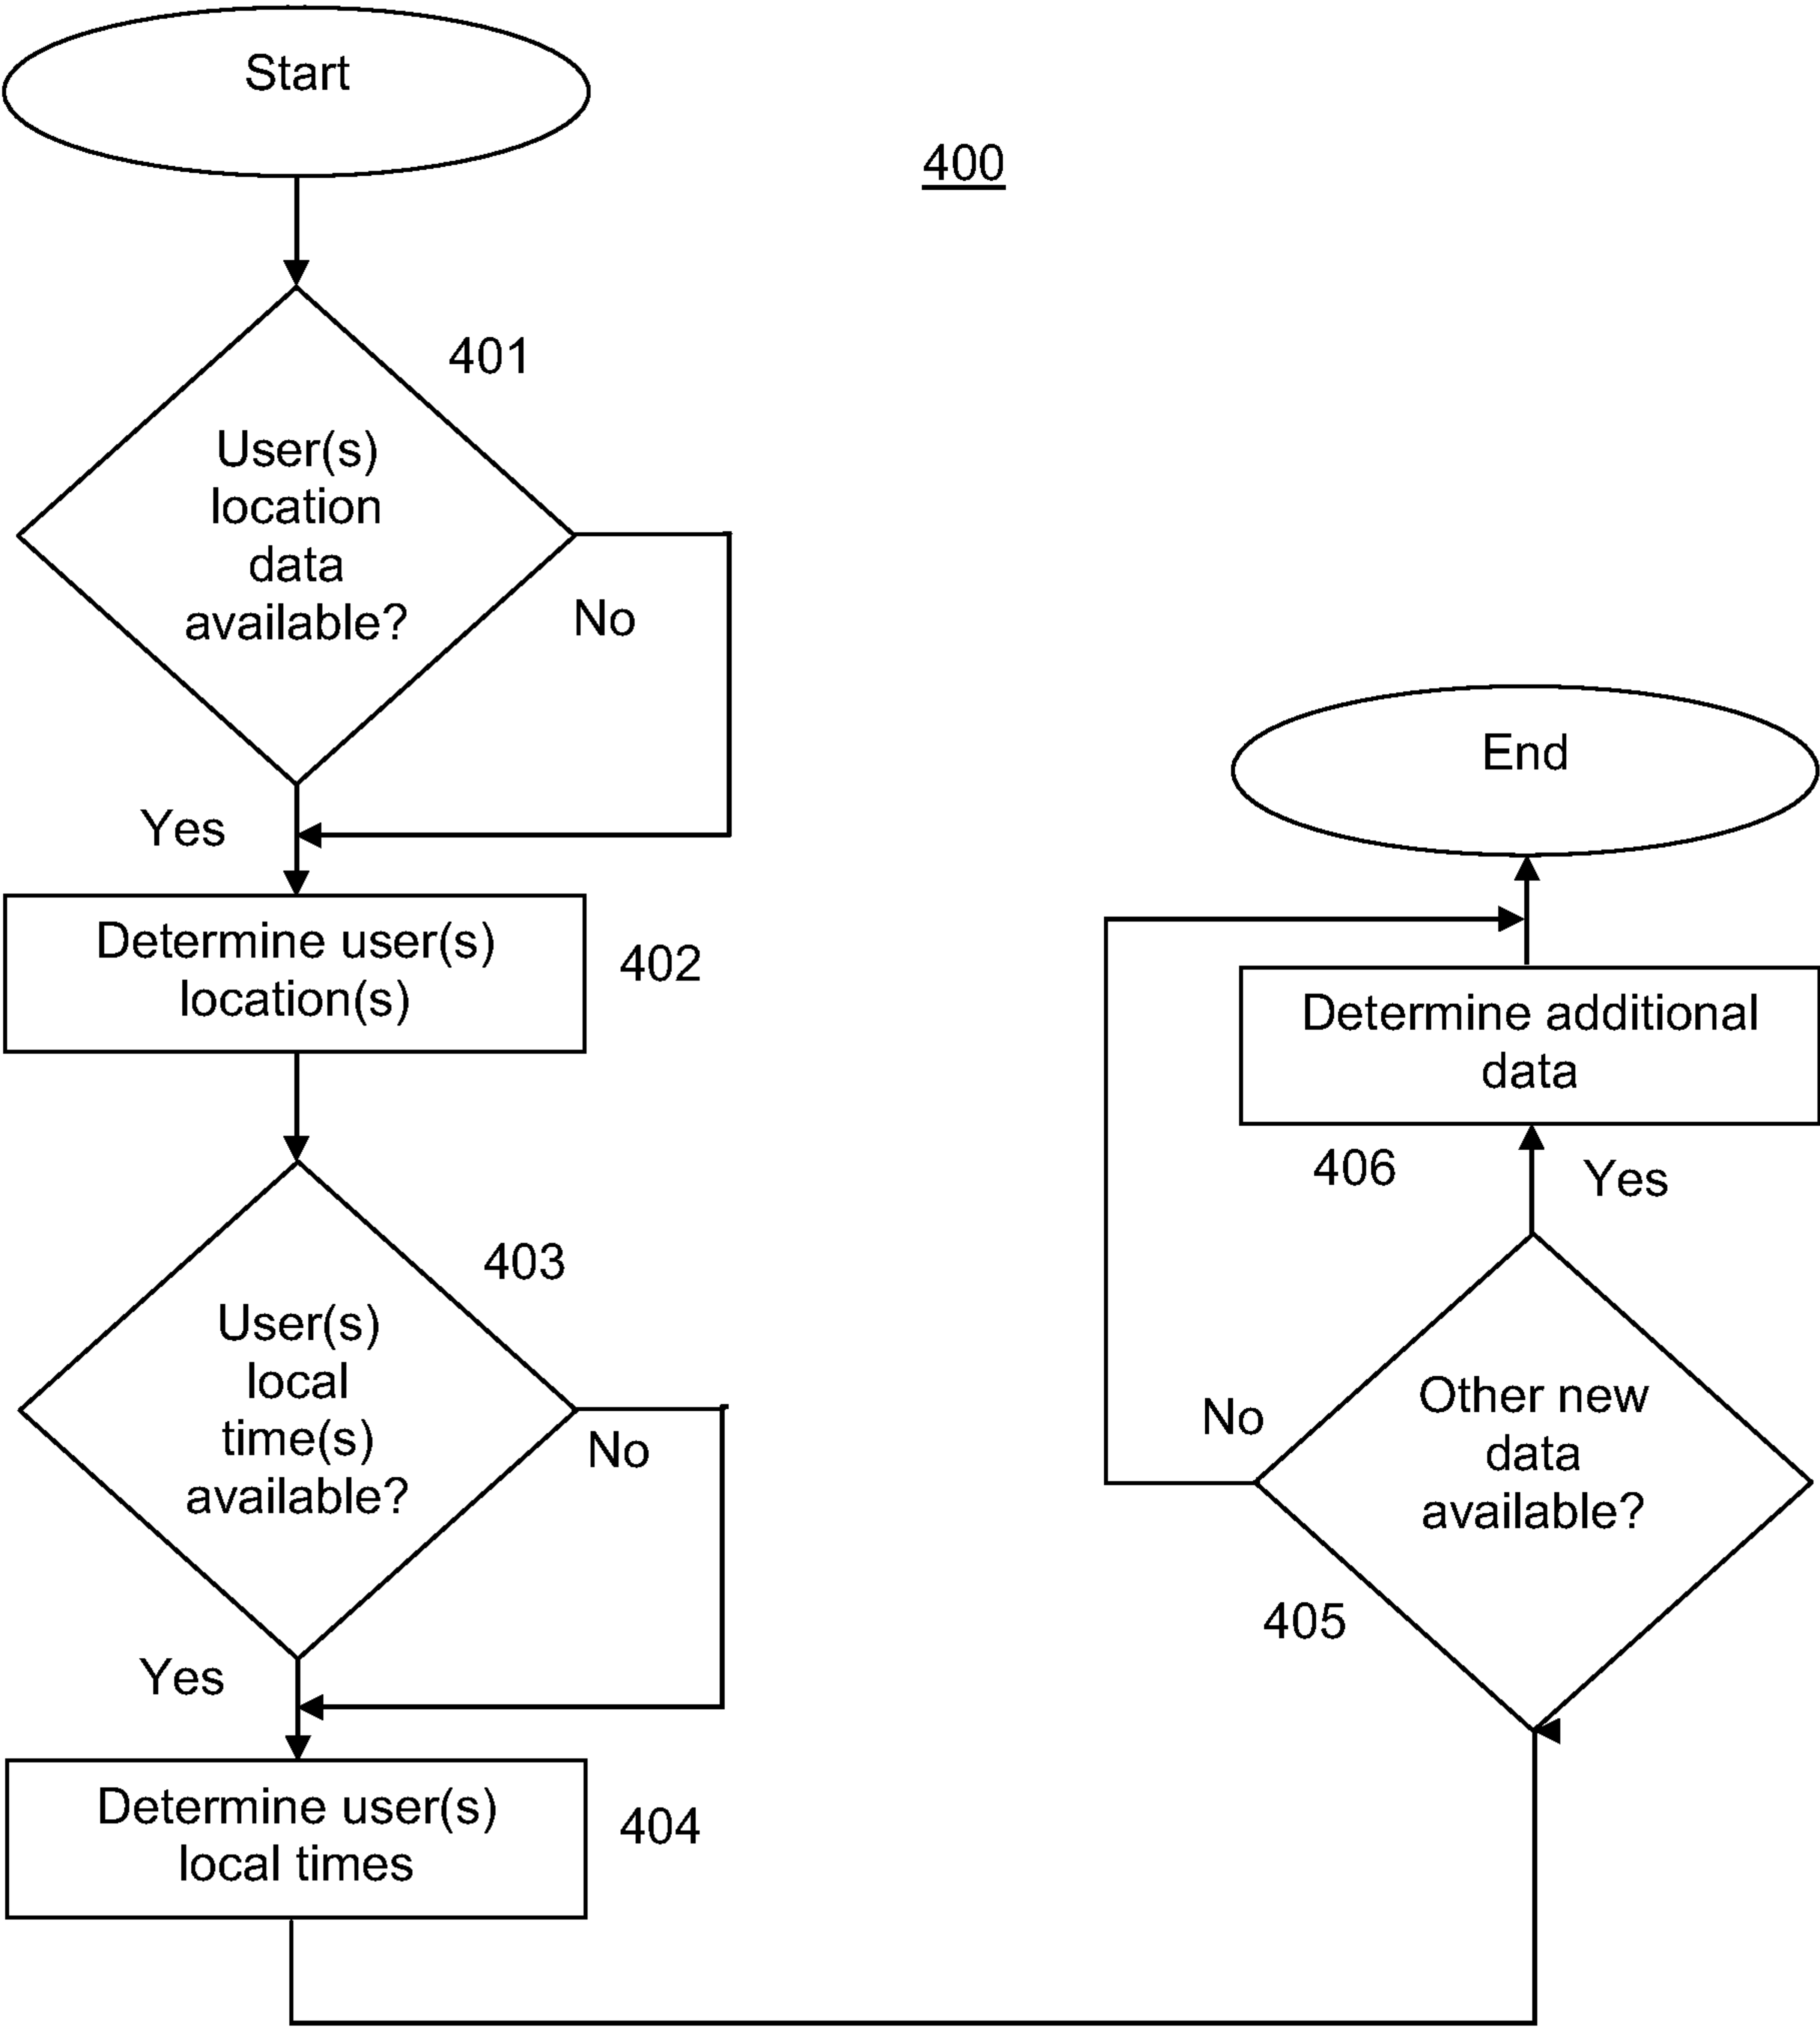 Start
400
401
User(s)
location
data
available?
No
Yes
Determine user(s)
location(s)
402
403
User(s)
local
time(s)
available?
No
Yes
Determine user(s)
local times
404
End
Determine additional
data
406
Yes
Other new
data
available?
No
405